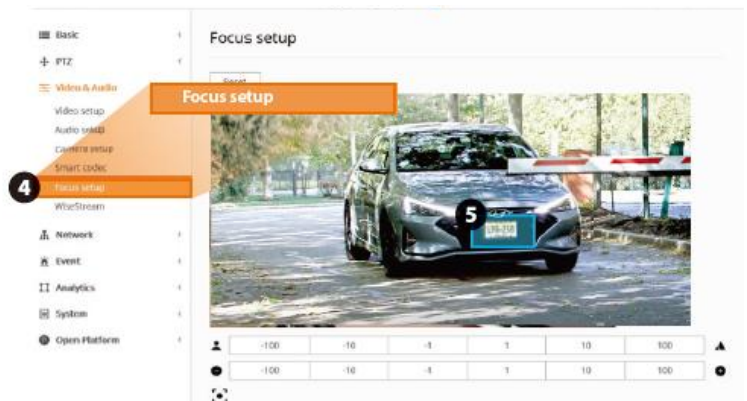 Basic
Focus setup
PTZ
Video & Audio
Reset
Focus setup
Video setup
Audio setup
Camera setup
Smart codec
4
Focus setup
5
WiseStream
Network
Event
Analytics
System
Open Platform
-100 -10 -1 1 10 100
-100 -10 -1 1 10 100